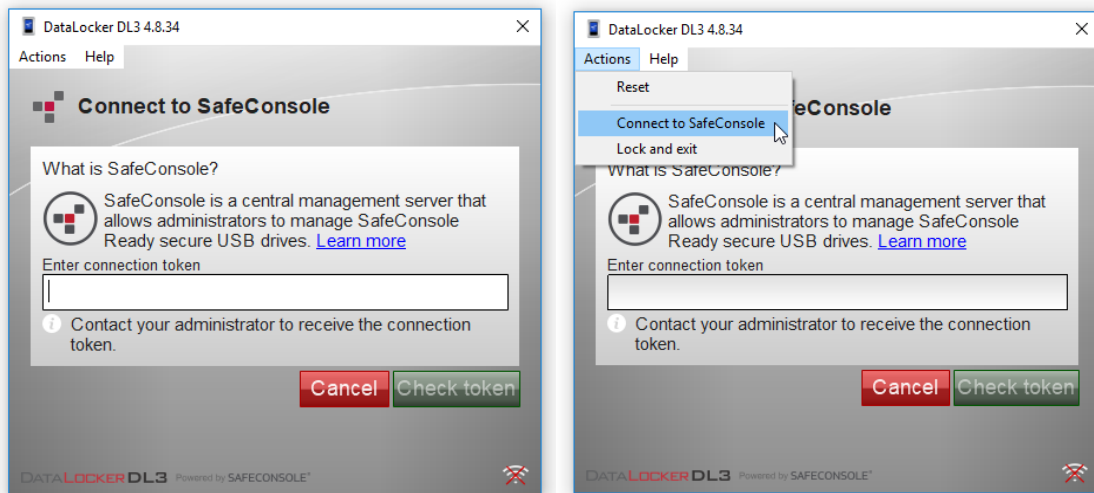 DataLocker DL3 4.8.34
Actions Help
Connect to SafeConsole
What is SafeConsole?
SafeConsole is a central management server that
allows administrators to manage SafeConsole
Ready secure USB drives. Learn more
Enter connection token
Contact your administrator to receive the connection
token.
Cancel Check token
DATALOCKER DL3 Powered by SAFECONSOLE™
DataLocker DL3 4.8.34
Actions Help
Reset
Connect to SafeConsole
Lock and exit
feConsole
What is SafeConsole?
SafeConsole is a central management server that
allows administrators to manage SafeConsole
Ready secure USB drives. Learn more
Enter connection token
Contact your administrator to receive the connection
token.
Cancel Check token
DATALOCKER DL3 Powered by SAFECONSOLE™